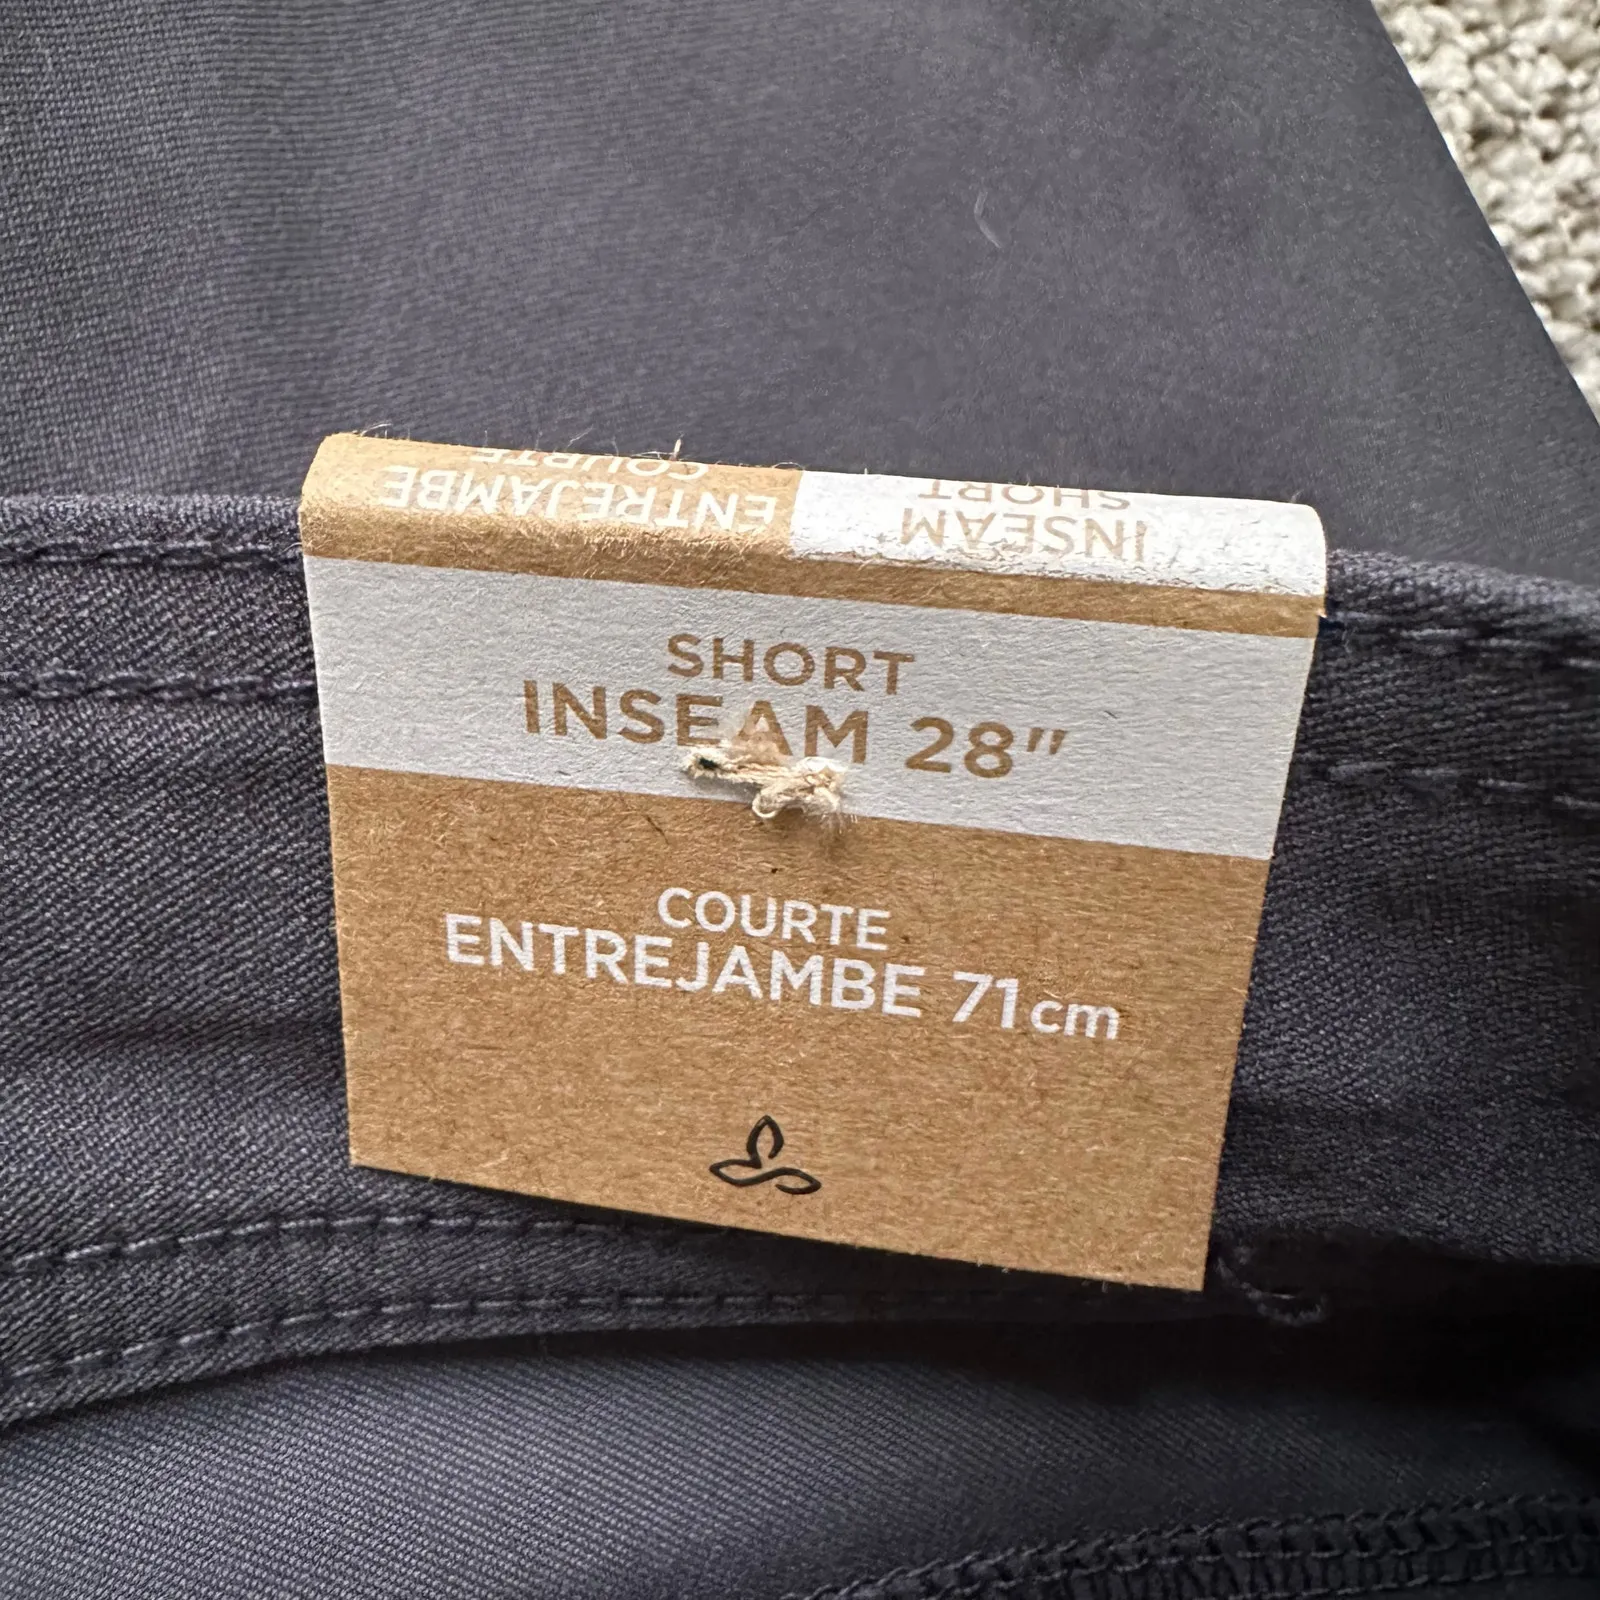 ENTREJAMBE
COURTE
INSEAM
SHORT
SHORT
INSEAM 28"
COURTE
ENTREJAMBE 71cm